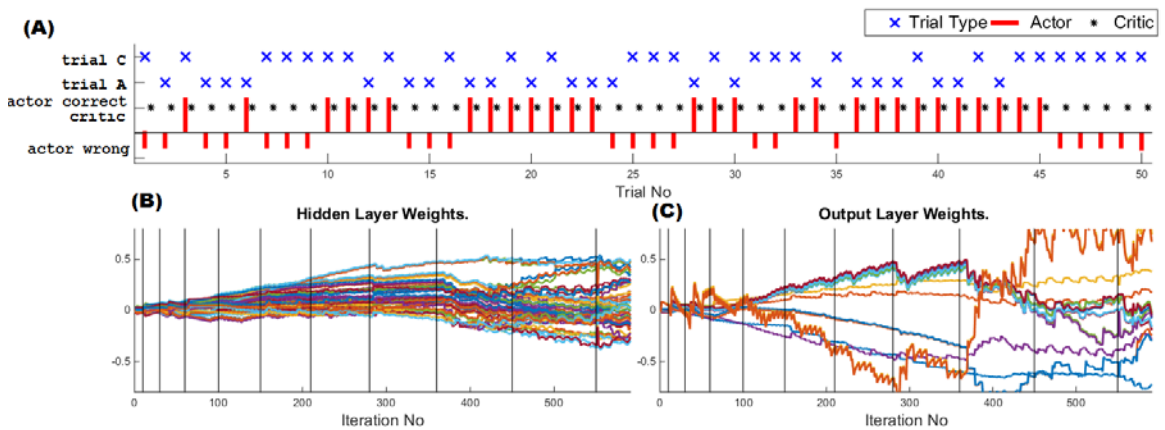 (A)
Trial Type Actor Critic
trial C
trial A
actor correct
critic
actor wrong
5 10 15 20 25 30 35 40 45 50
Trial No
(B)
Hidden Layer Weights.
0.5
0
-0.5
0 100 200 300 400 500
Iteration No
(C)
Output Layer Weights.
0.5
0
-0.5
0 100 200 300 400 500
Iteration No